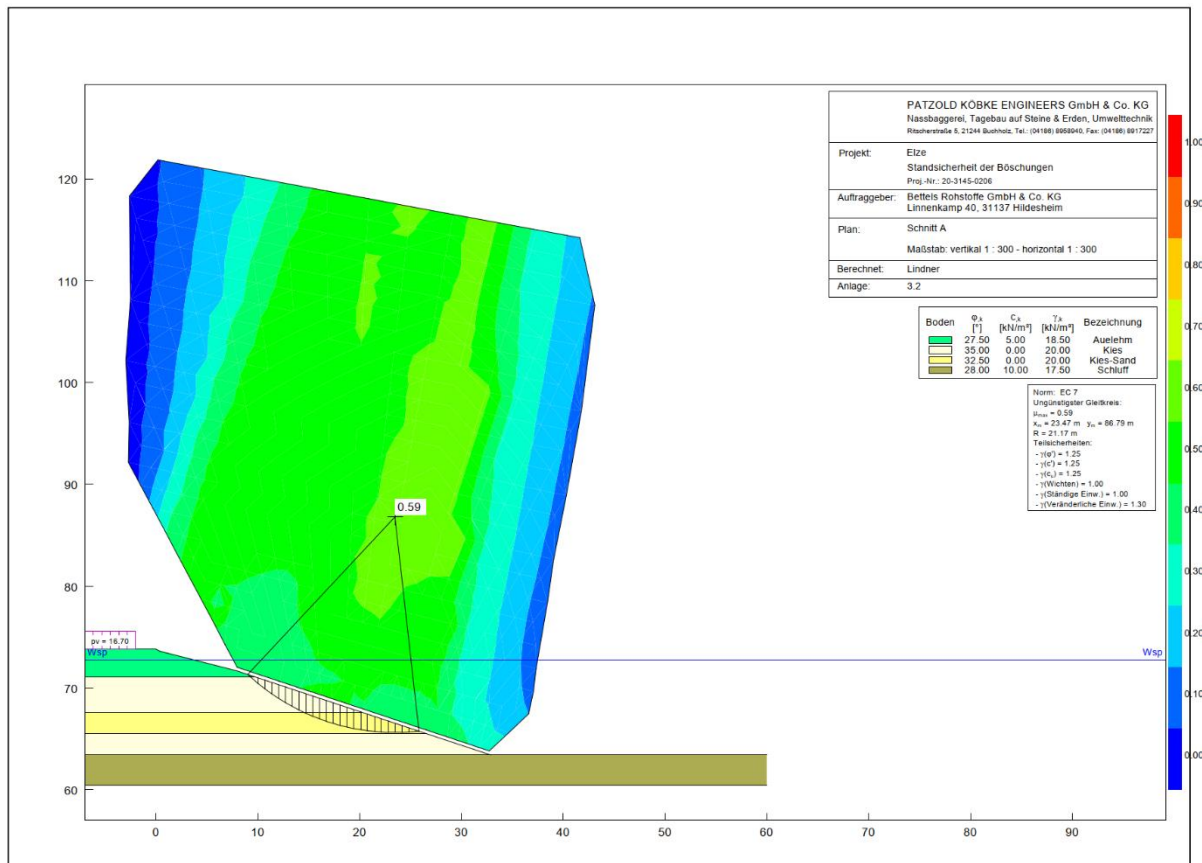 PATZOLD KÖBKE ENGINEERS GmbH & Co. KG
Nassbaggerei, Tagebau auf Steine & Erden, Umwelttechnik
Ritscherstraße 5, 21244 Buchholz, Tel.: (04186) 8958940, Fax: (04186) 8917227
Projekt: Elze
Standsicherheit der Böschungen
Proj.-Nr.: 20-3145-0206
Auftraggeber: Bettels Rohstoffe GmbH & Co. KG
Linnenkamp 40, 31137 Hildesheim
Plan: Schnitt A
Maßstab: vertikal 1 : 300 - horizontal 1 : 300
Berechnet: Lindner
Anlage: 3.2
Boden φ,k [°] c,k [kN/m²] γ,k [kN/m³] Bezeichnung
27.50 5.00 18.50 Auelehm
35.00 0.00 20.00 Kies
32.50 0.00 20.00 Kies-Sand
28.00 10.00 17.50 Schluff
Norm: EC 7
Ungünstigster Gleitkreis:
μmax = 0.59
xm = 23.47 m ym = 86.79 m
R = 21.17 m
Teilsicherheiten:
- γ(φ') = 1.25
- γ(c') = 1.25
- γ(cu) = 1.25
- γ(Wichten) = 1.00
- γ(Ständige Einw.) = 1.00
- γ(Veränderliche Einw.) = 1.30
1.00
0.90
0.80
0.70
0.60
0.50
0.40
0.30
0.20
0.10
0.00
120
110
100
90
80
70
60
0.59
pv = 16.70
Wsp
Wsp
0 10 20 30 40 50 60 70 80 90